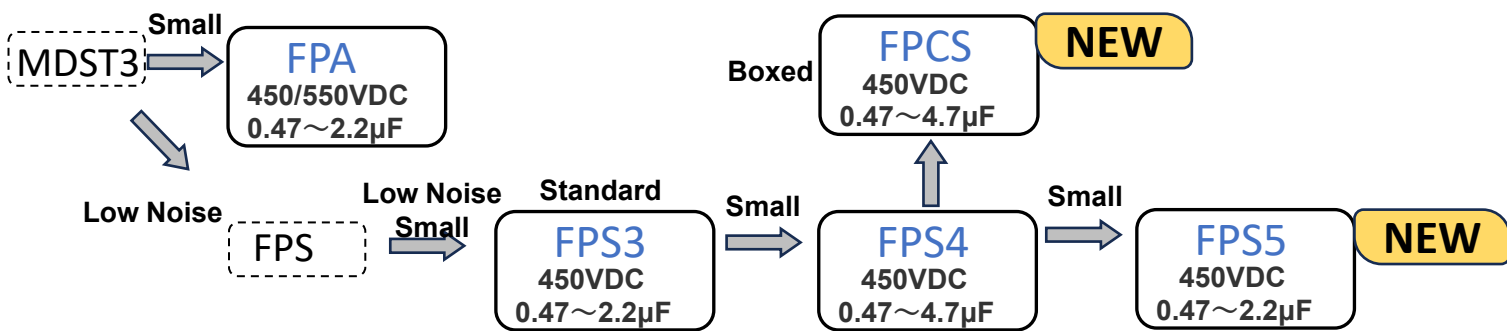 Small
MDST3
FPA
450/550VDC
0.47～2.2μF
Boxed
FPCS
450VDC
0.47～4.7μF
NEW
Low Noise
FPS
Low Noise
Small
Standard
FPS3
450VDC
0.47～2.2μF
Small
FPS4
450VDC
0.47～4.7μF
Small
FPS5
450VDC
0.47～2.2μF
NEW